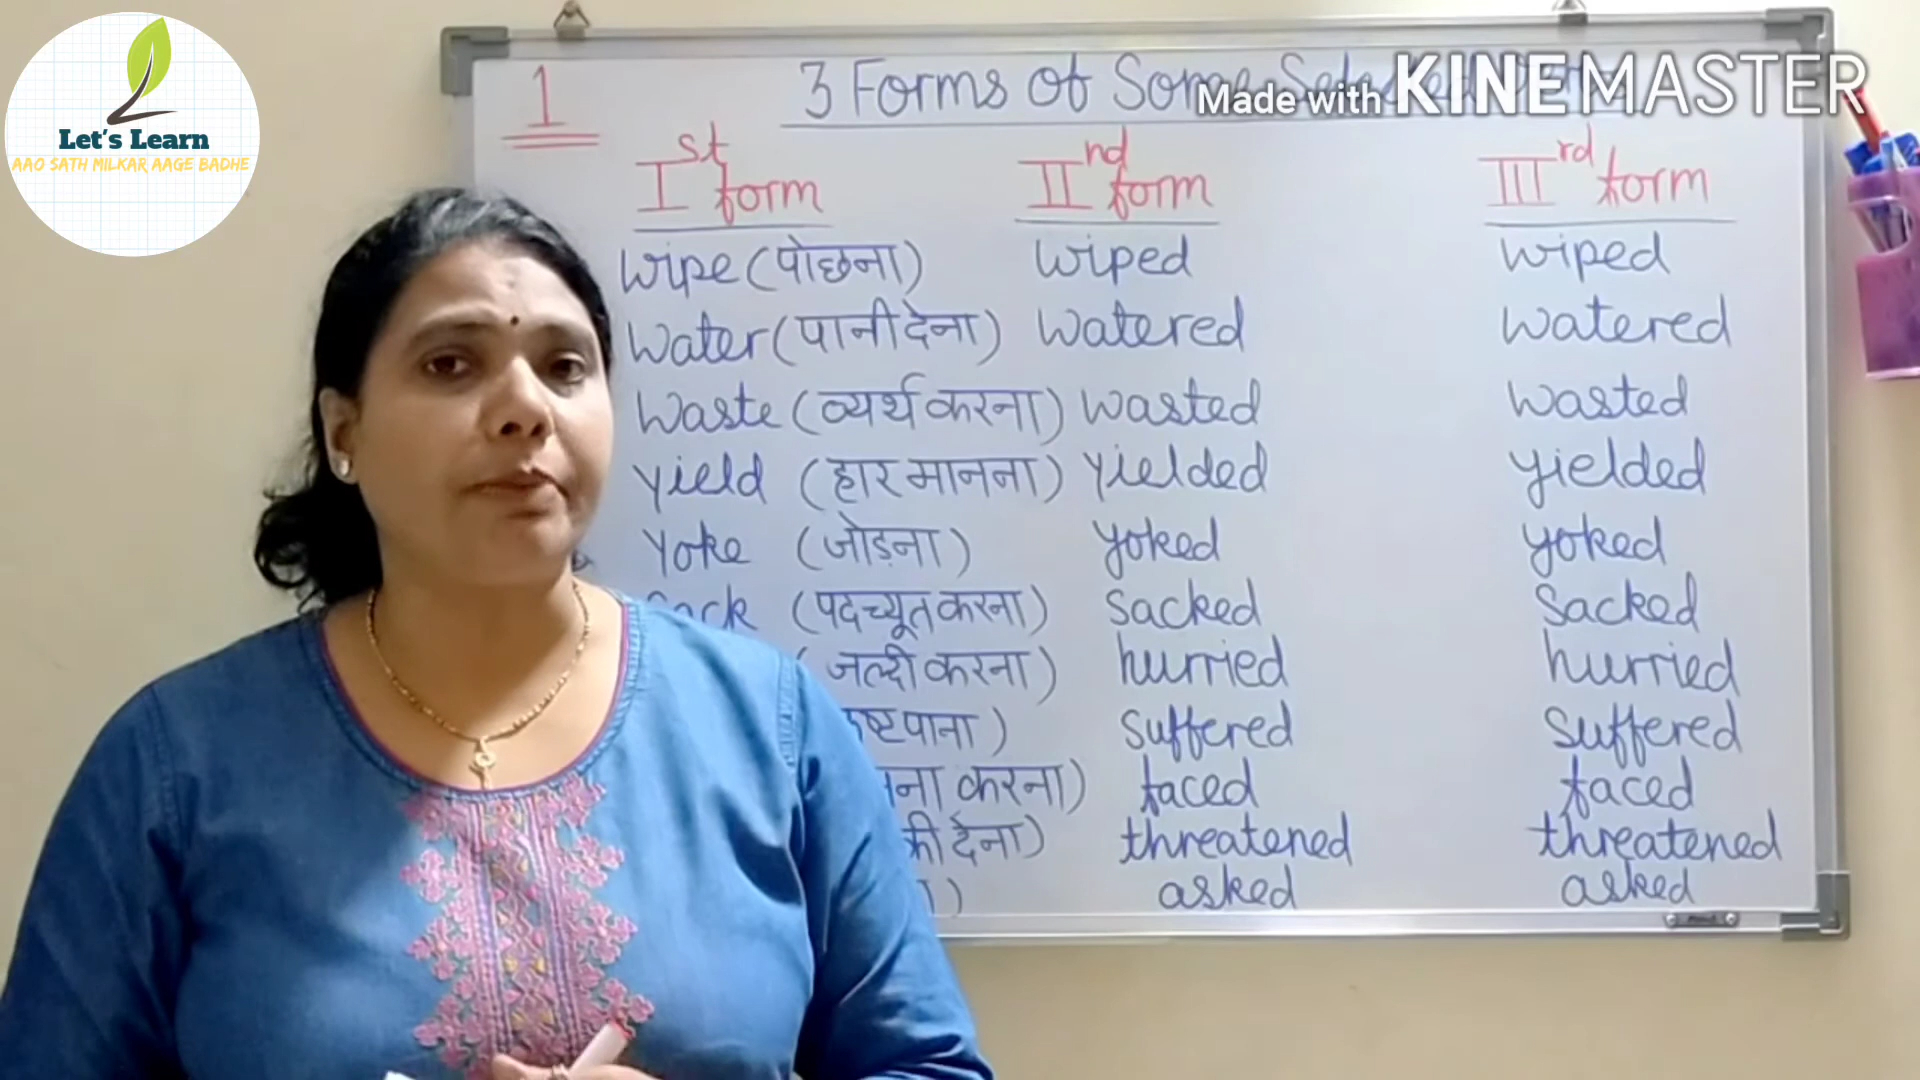 Let's Learn
AAO SATH MILKAR AAGE BADHE
Made with KINEMASTER
1
3 Forms of Some
Ist form IInd form IIIrd form
Wipe (पोछना) wiped wiped
Water (पानी देना) watered watered
Waste (व्यर्थ करना) wasted wasted
Yield (हार मानना) yielded yielded
Yoke (जोड़ना) yoked yoked
(पदच्यूत करना) sacked sacked
(जल्दी करना) hurried hurried
पाना) suffered suffered
करना) faced faced
देना) threatened threatened
asked asked